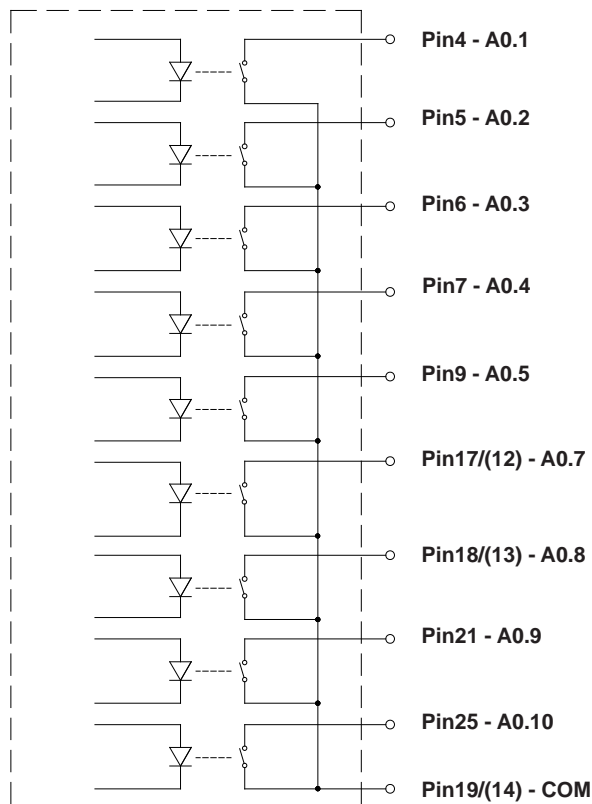 Pin4 - A0.1
Pin5 - A0.2
Pin6 - A0.3
Pin7 - A0.4
Pin9 - A0.5
Pin17/(12) - A0.7
Pin18/(13) - A0.8
Pin21 - A0.9
Pin25 - A0.10
Pin19/(14) - COM